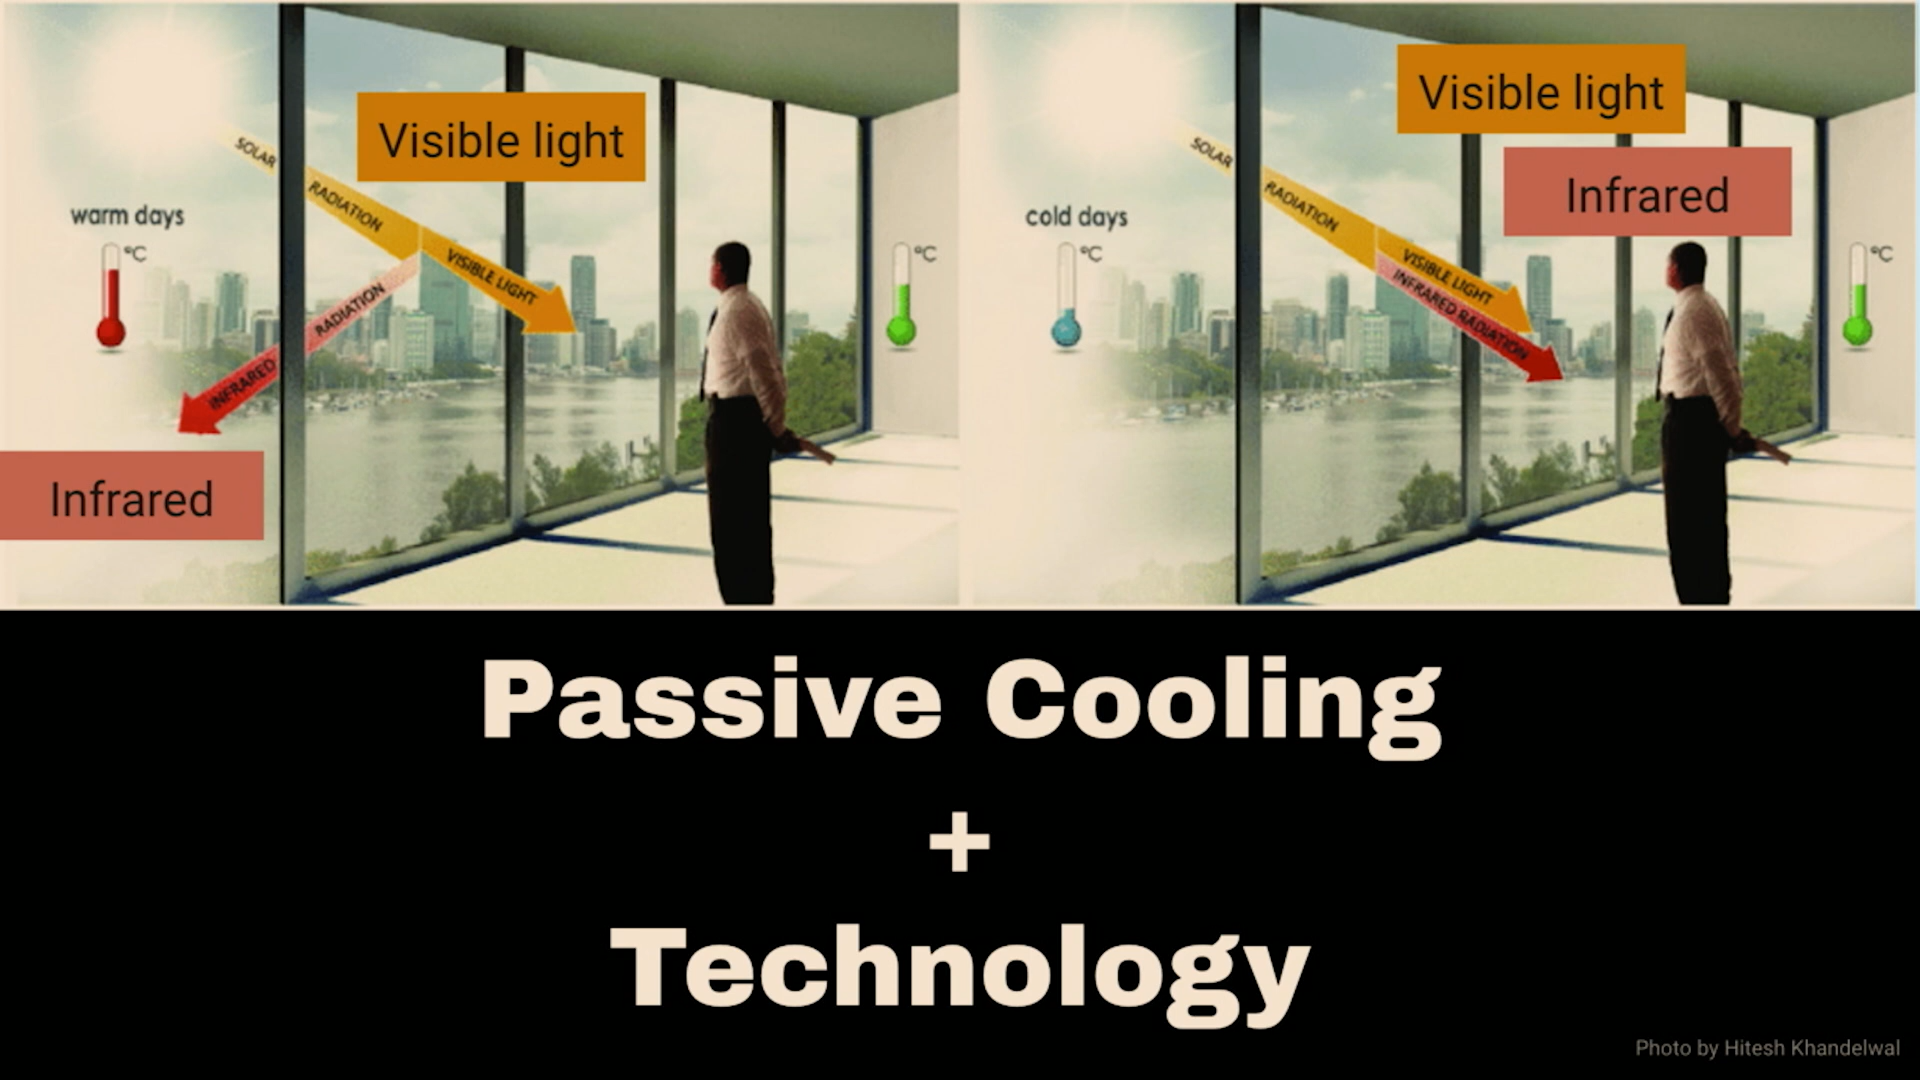 Visible light
SOLAR
RADIATION
VISIBLE LIGHT
warm days
°C
°C
INFRARED
RADIATION
Infrared
Visible light
Infrared
SOLAR
RADIATION
VISIBLE LIGHT
INFRARED RADIATION
cold days
°C
°C
Passive Cooling
+
Technology
Photo by Hitesh Khandelwal